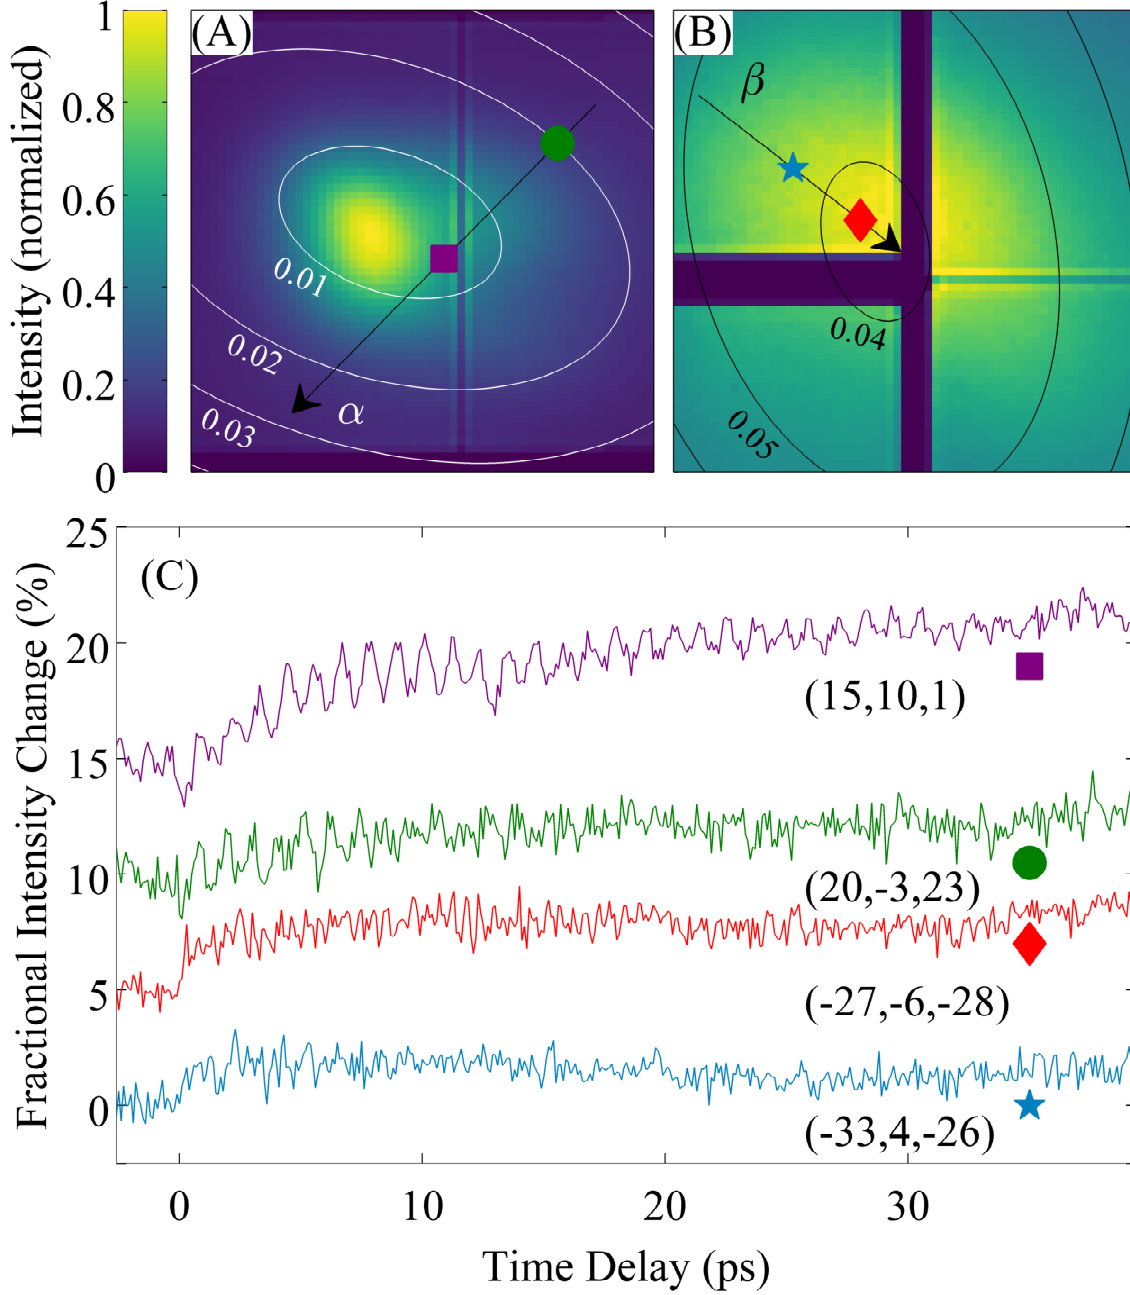 Intensity (normalized)
1
0.8
0.6
0.4
0.2
0
(A)
0.01
0.02
0.03
α
(B)
β
0.04
0.05
Fractional Intensity Change (%)
25
20
15
10
5
0
(C)
(15,10,1)
(20,-3,23)
(-27,-6,-28)
(-33,4,-26)
0 10 20 30
Time Delay (ps)